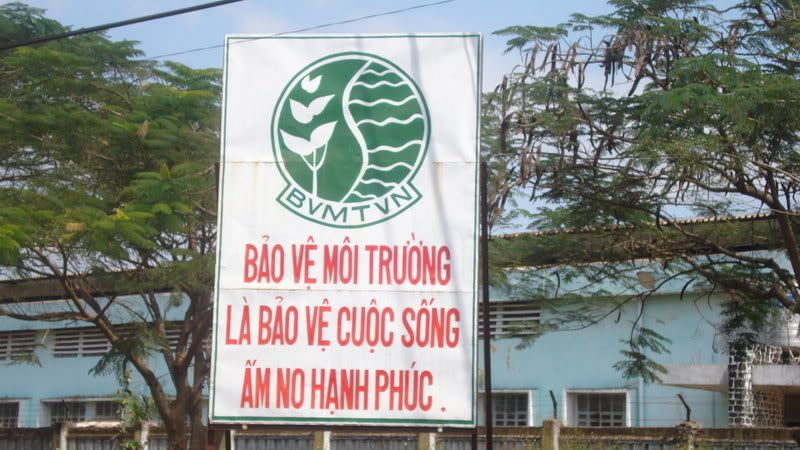 BVMTVN
BẢO VỆ MÔI TRƯỜNG
LÀ BẢO VỆ CUỘC SỐNG
ẤM NO HẠNH PHÚC.